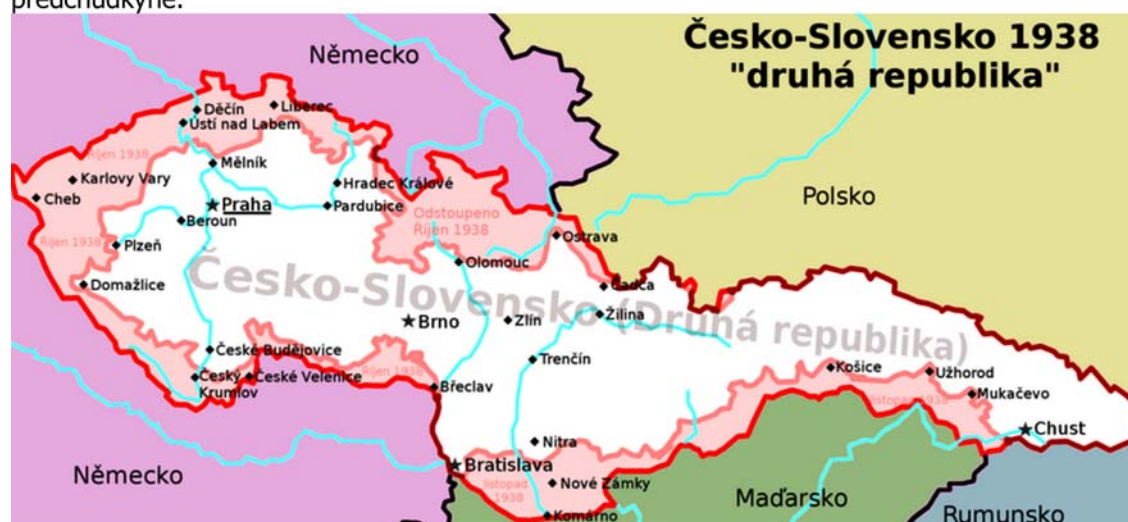 předchůdkyně.
Česko-Slovensko 1938
"druhá republika"
Německo
Děčín
Liberec
Ústí nad Labem
Říjen 1938
Mělník
Karlovy Vary
Cheb
Praha
Hradec Králové
Pardubice
Polsko
Beroun
Odstoupeno
Říjen 1938
Říjen 1938
Plzeň
Ostrava
Olomouc
Domažlice
Česko-Slovensko (Druhá republika)
Čadca
Brno
Zlín
Žilina
České Budějovice
Trenčín
Český
Krumlov
České Velenice
Říjen 1938
Břeclav
Košice
Užhorod
Mukačevo
listopad 1938
Chust
Nitra
Bratislava
Německo
listopad
1938
Nové Zámky
Maďarsko
Komárno
Rumunsko